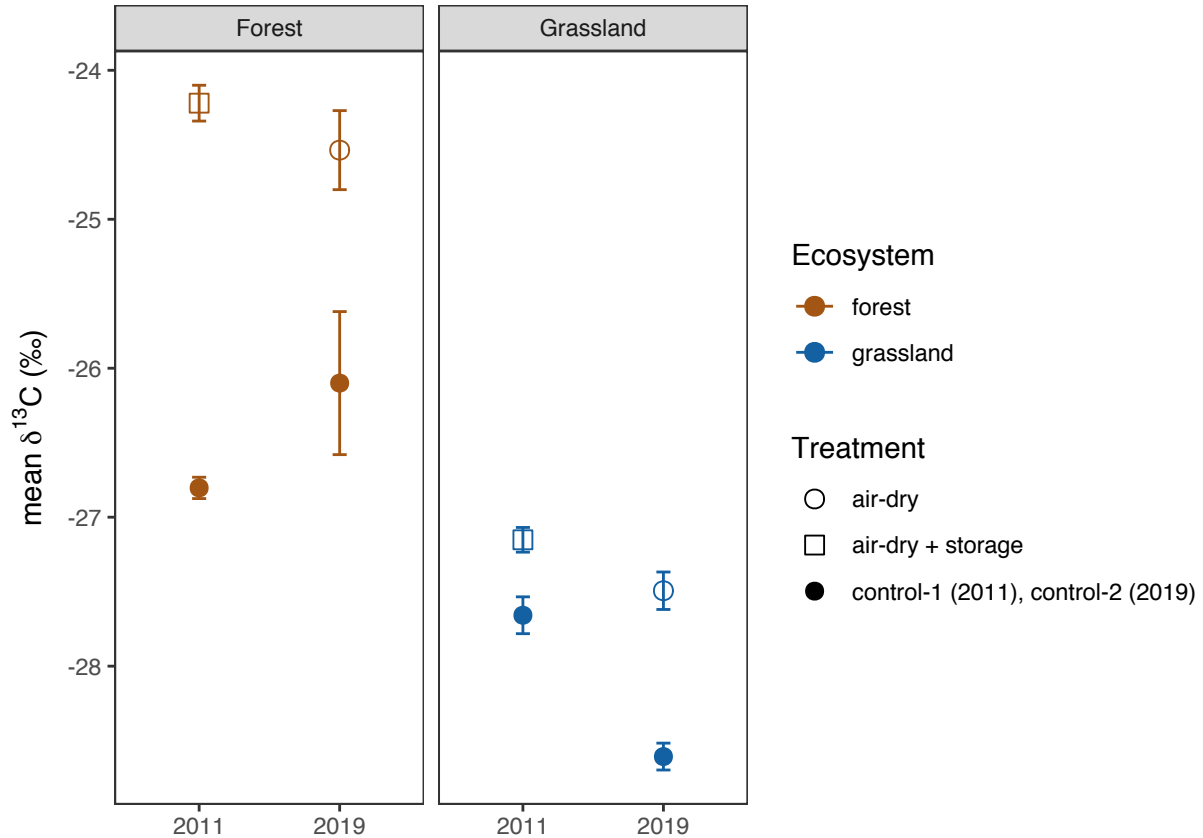 Forest
Grassland
-24
-25
-26
-27
-28
mean δ¹³C (‰)
2011
2019
2011
2019
Ecosystem
forest
grassland
Treatment
air-dry
air-dry + storage
control-1 (2011), control-2 (2019)